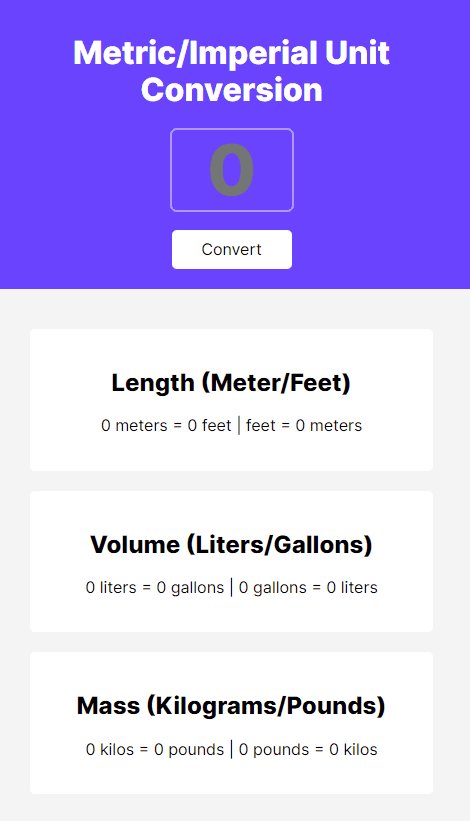 Metric/Imperial Unit
Conversion
0
Convert
Length (Meter/Feet)
0 meters = 0 feet | feet = 0 meters
Volume (Liters/Gallons)
0 liters = 0 gallons | 0 gallons = 0 liters
Mass (Kilograms/Pounds)
0 kilos = 0 pounds | 0 pounds = 0 kilos